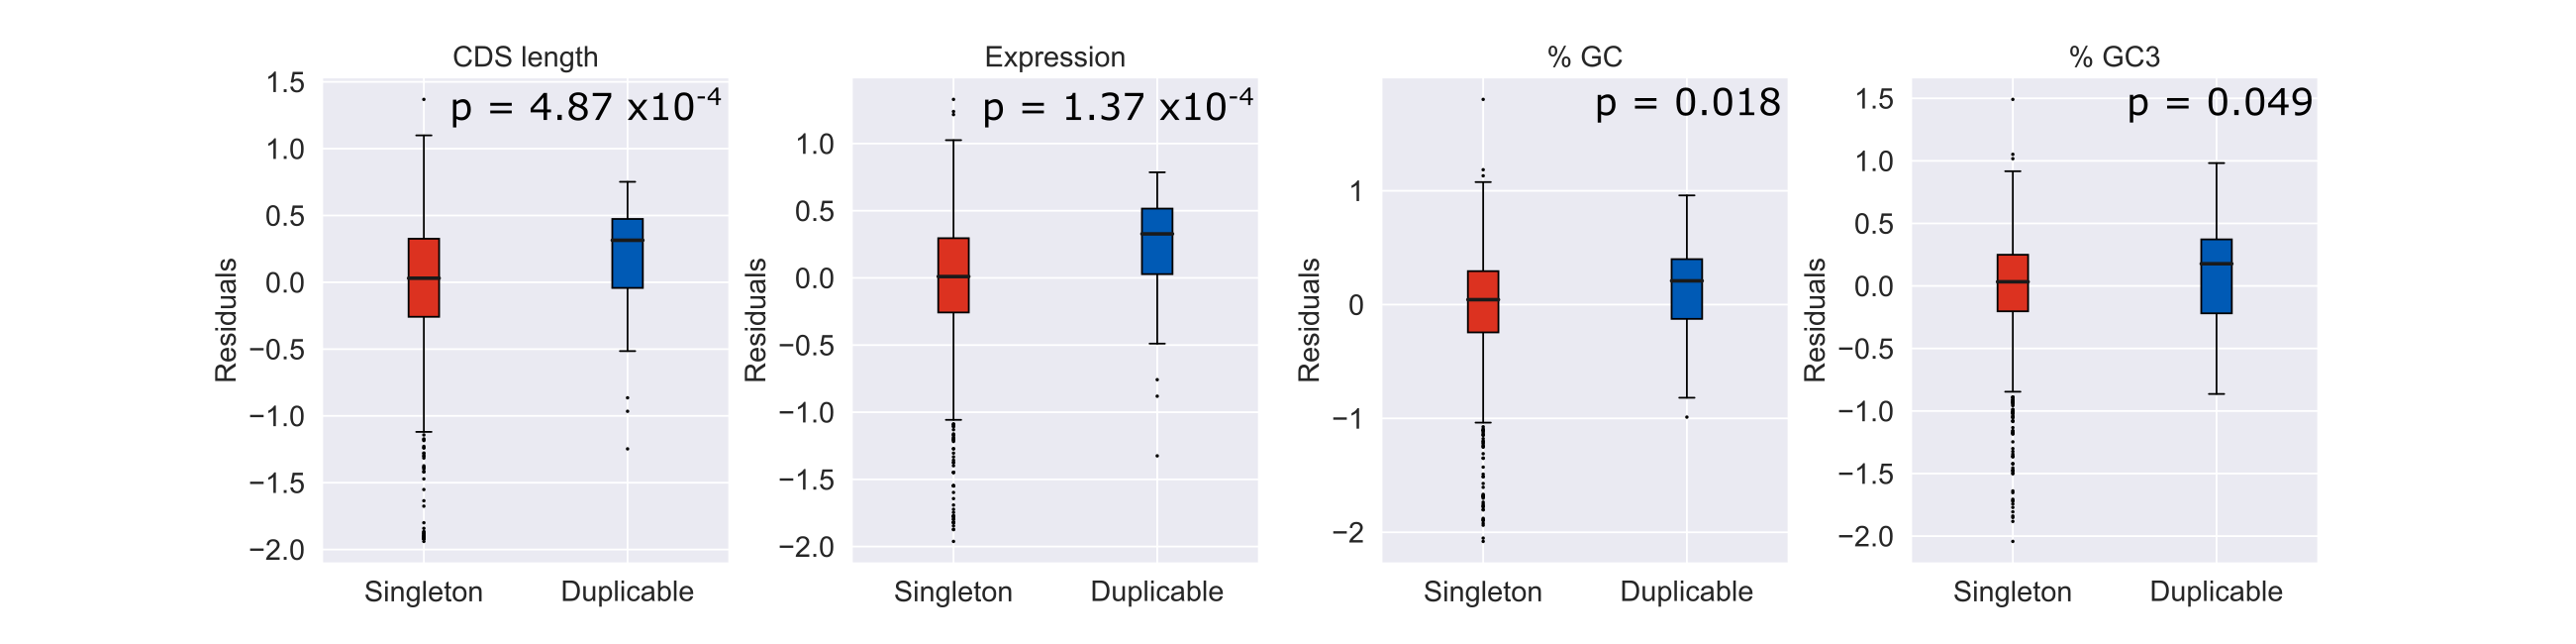 CDS length
p = 4.87 x10-4
1.5
1.0
0.5
0.0
−0.5
−1.0
−1.5
−2.0
Residuals
Singleton
Duplicable
Expression
p = 1.37 x10-4
1.0
0.5
0.0
−0.5
−1.0
−1.5
−2.0
Residuals
Singleton
Duplicable
% GC
p = 0.018
1
0
−1
−2
Residuals
Singleton
Duplicable
% GC3
p = 0.049
1.5
1.0
0.5
0.0
−0.5
−1.0
−1.5
−2.0
Residuals
Singleton
Duplicable